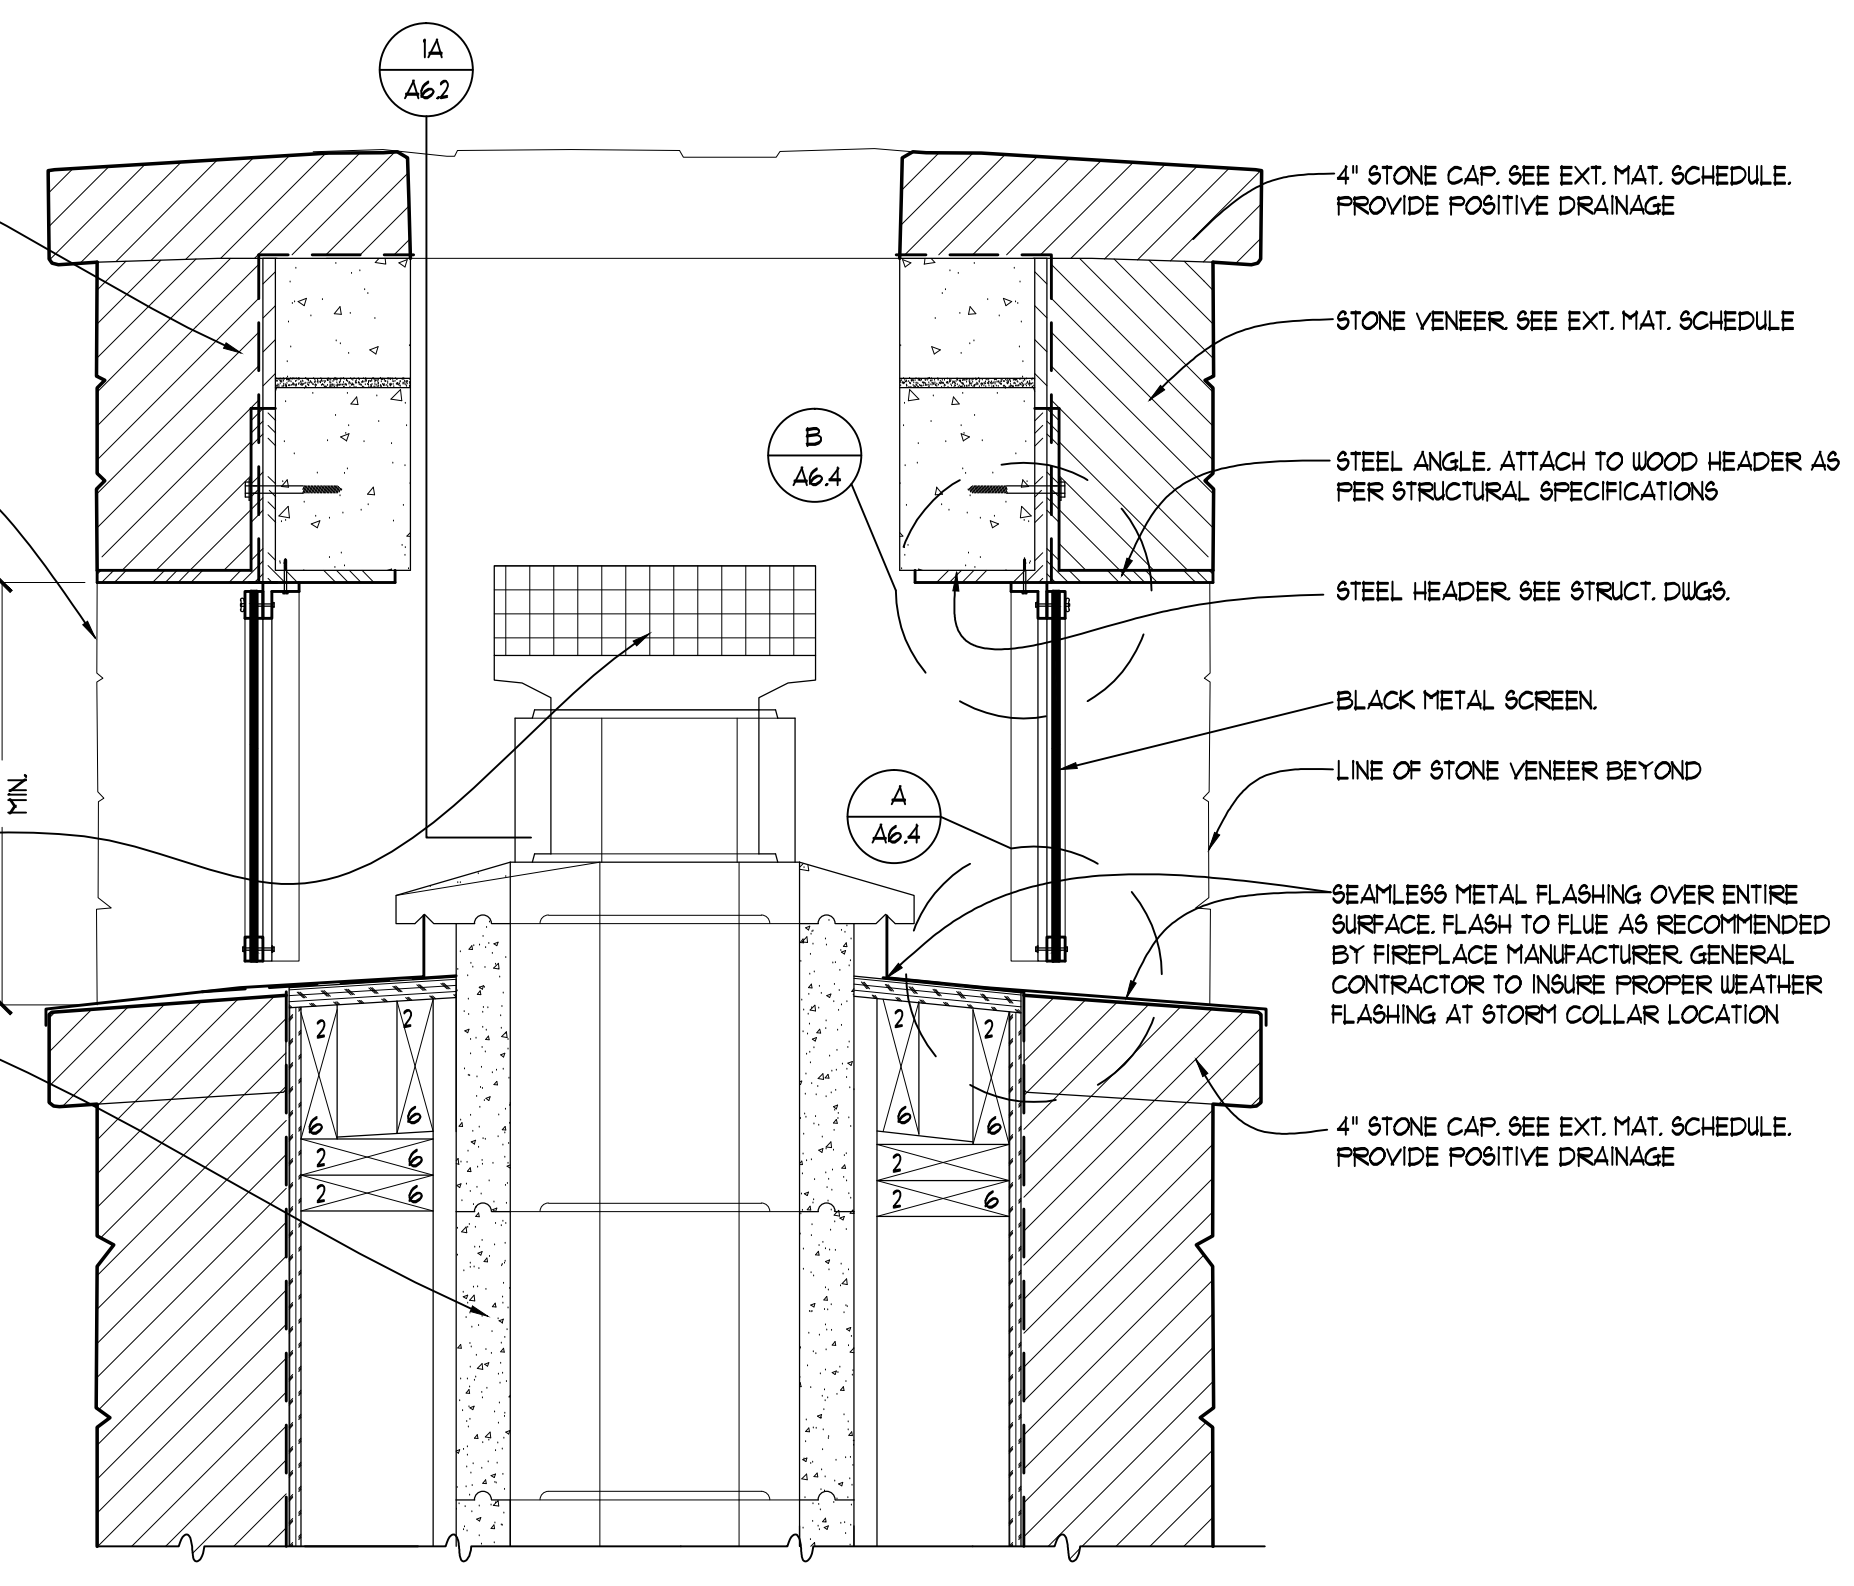 1A
A6.2
4" STONE CAP. SEE EXT. MAT. SCHEDULE.
PROVIDE POSITIVE DRAINAGE
STONE VENEER. SEE EXT. MAT. SCHEDULE
B
A6.4
STEEL ANGLE. ATTACH TO WOOD HEADER AS
PER STRUCTURAL SPECIFICATIONS
STEEL HEADER. SEE STRUCT. DWGS.
BLACK METAL SCREEN.
MIN.
LINE OF STONE VENEER BEYOND
A
A6.4
SEAMLESS METAL FLASHING OVER ENTIRE
SURFACE. FLASH TO FLUE AS RECOMMENDED
BY FIREPLACE MANUFACTURER. GENERAL
CONTRACTOR TO INSURE PROPER WEATHER
FLASHING AT STORM COLLAR LOCATION
2 2 2 2
6 6 6
4" STONE CAP. SEE EXT. MAT. SCHEDULE.
PROVIDE POSITIVE DRAINAGE
2 6 2
2 6 2 6